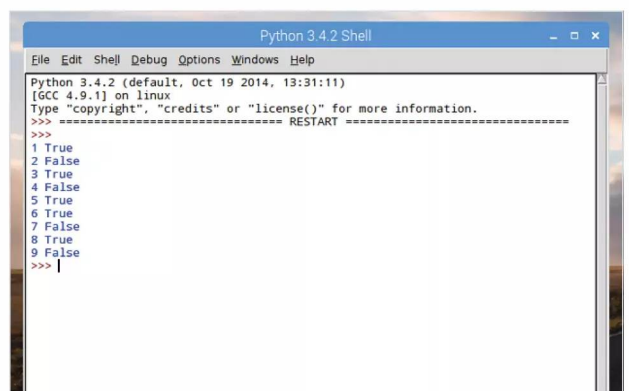 Python 3.4.2 Shell
File Edit Shell Debug Options Windows Help
Python 3.4.2 (default, Oct 19 2014, 13:31:11)
[GCC 4.9.1] on linux
Type "copyright", "credits" or "license()" for more information.
>>> ================================ RESTART ================================
>>>
1 True
2 False
3 True
4 False
5 True
6 True
7 False
8 True
9 False
>>>